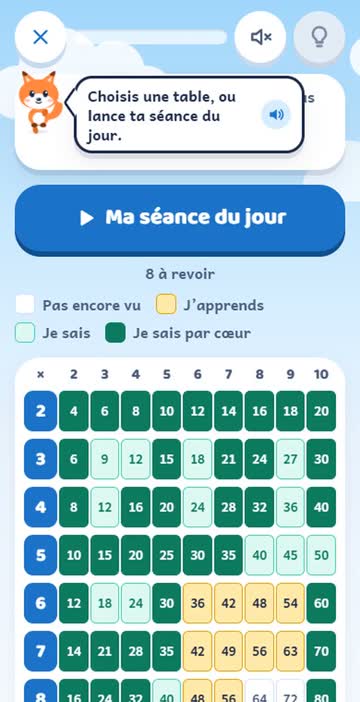 Choisis une table, ou
lance ta séance du
jour.
Ma séance du jour
8 à revoir
Pas encore vu
J'apprends
Je sais
Je sais par cœur
× 2 3 4 5 6 7 8 9 10
2 4 6 8 10 12 14 16 18 20
3 6 9 12 15 18 21 24 27 30
4 8 12 16 20 24 28 32 36 40
5 10 15 20 25 30 35 40 45 50
6 12 18 24 30 36 42 48 54 60
7 14 21 28 35 42 49 56 63 70
8 16 24 32 40 48 56 64 72 80